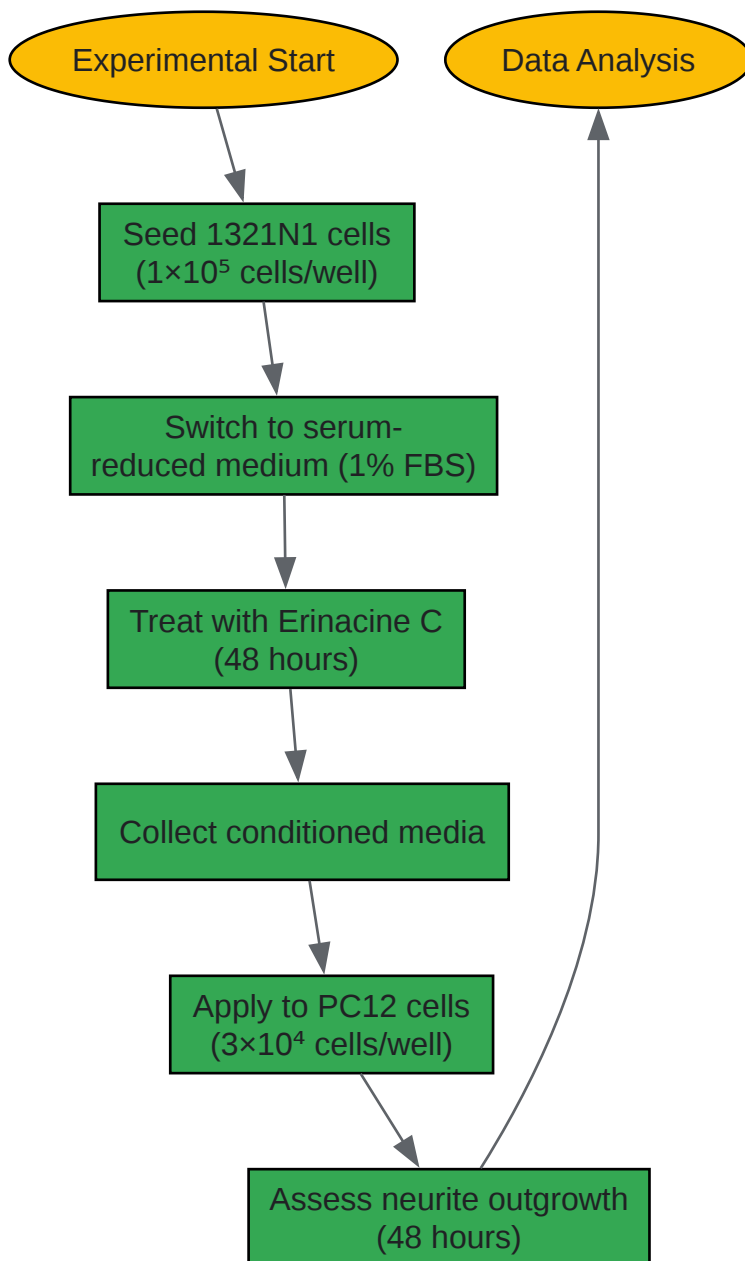 Experimental Start
Data Analysis
Seed 1321N1 cells
(1×10⁵ cells/well)
Switch to serum-
reduced medium (1% FBS)
Treat with Erinacine C
(48 hours)
Collect conditioned media
Apply to PC12 cells
(3×10⁴ cells/well)
Assess neurite outgrowth
(48 hours)